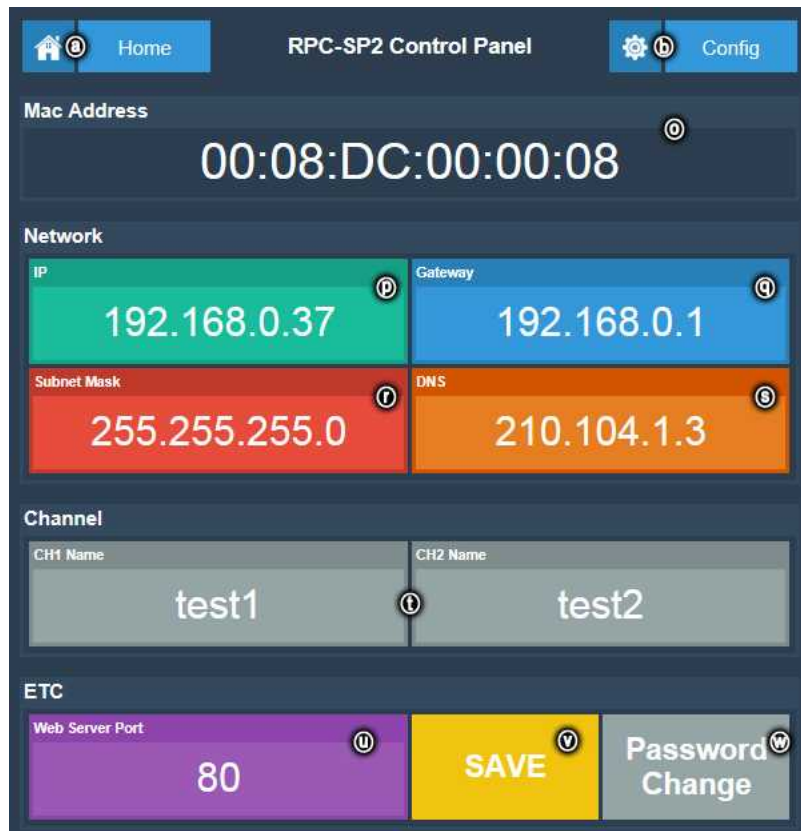 ⓐ Home RPC-SP2 Control Panel ⓑ Config
Mac Address
ⓞ
00:08:DC:00:00:08
Network
IP ⓟ Gateway ⓠ
192.168.0.37 192.168.0.1
Subnet Mask ⓡ DNS ⓢ
255.255.255.0 210.104.1.3
Channel
CH1 Name CH2 Name
test1 ⓣ test2
ETC
Web Server Port ⓤ ⓥ ⓦ
80 SAVE Password
Change